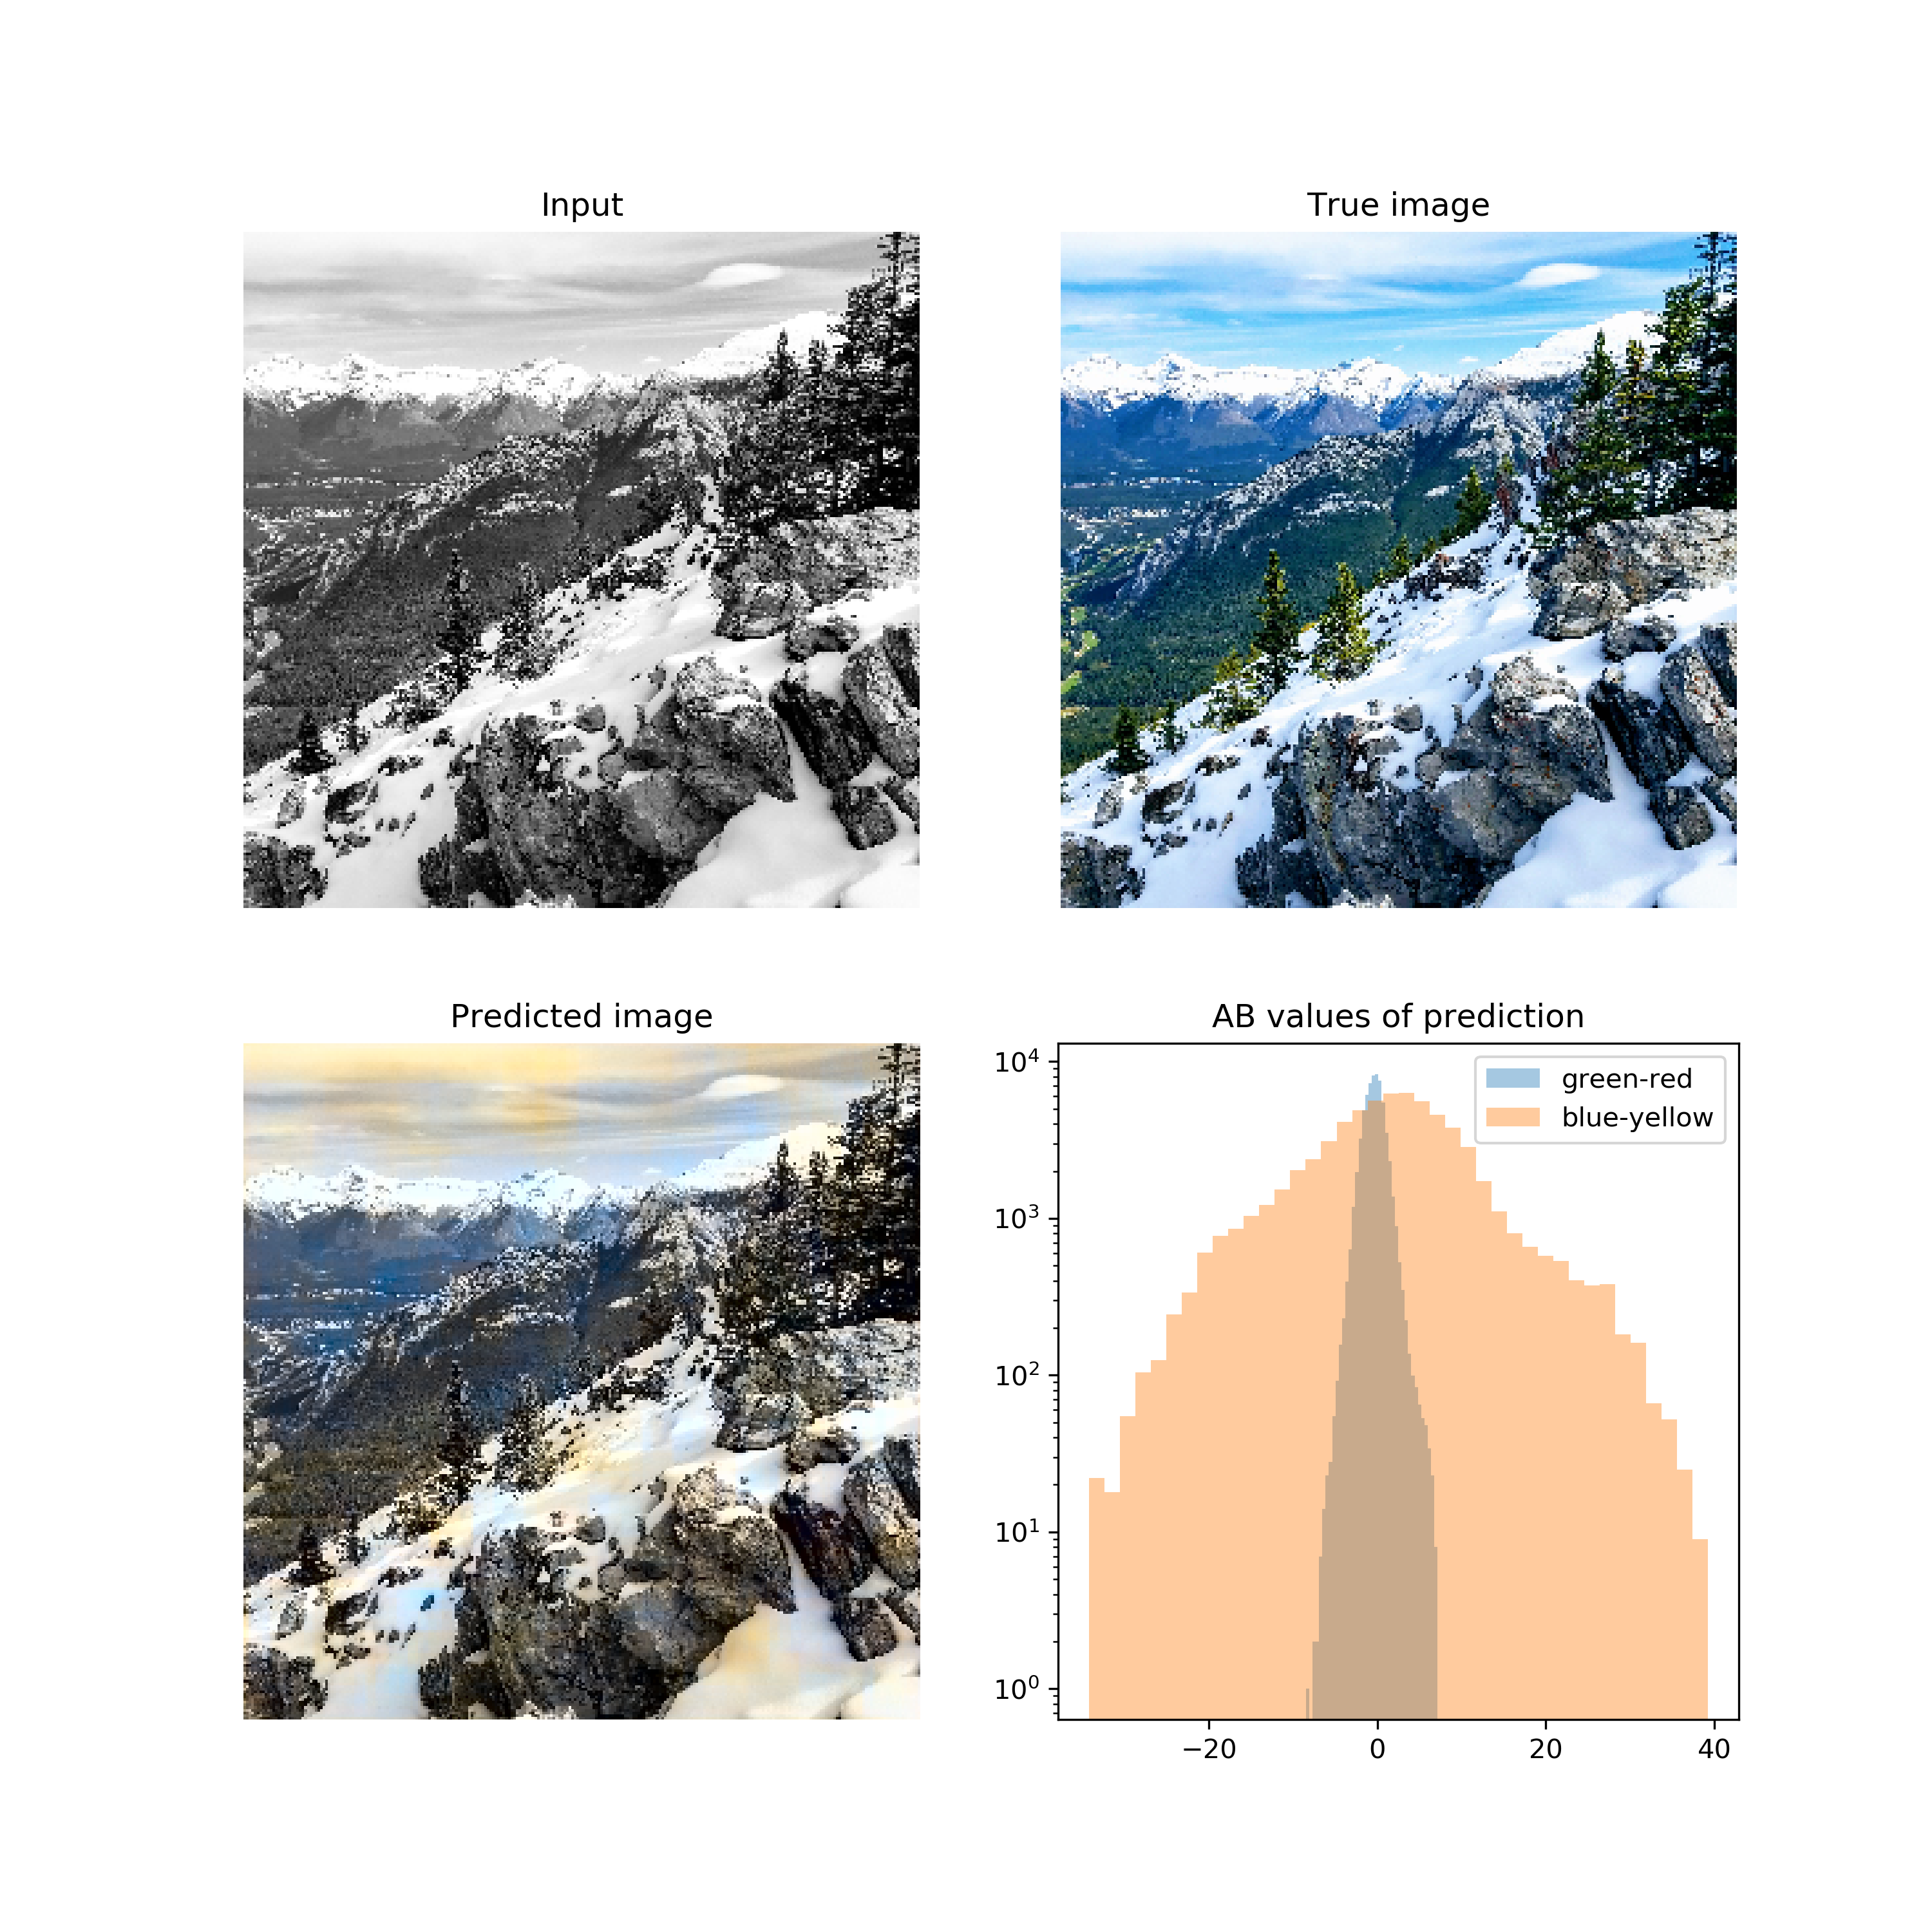 Input
True image
Predicted image
AB values of prediction
10⁴
10³
10²
10¹
10⁰
green-red
blue-yellow
−20 0 20 40